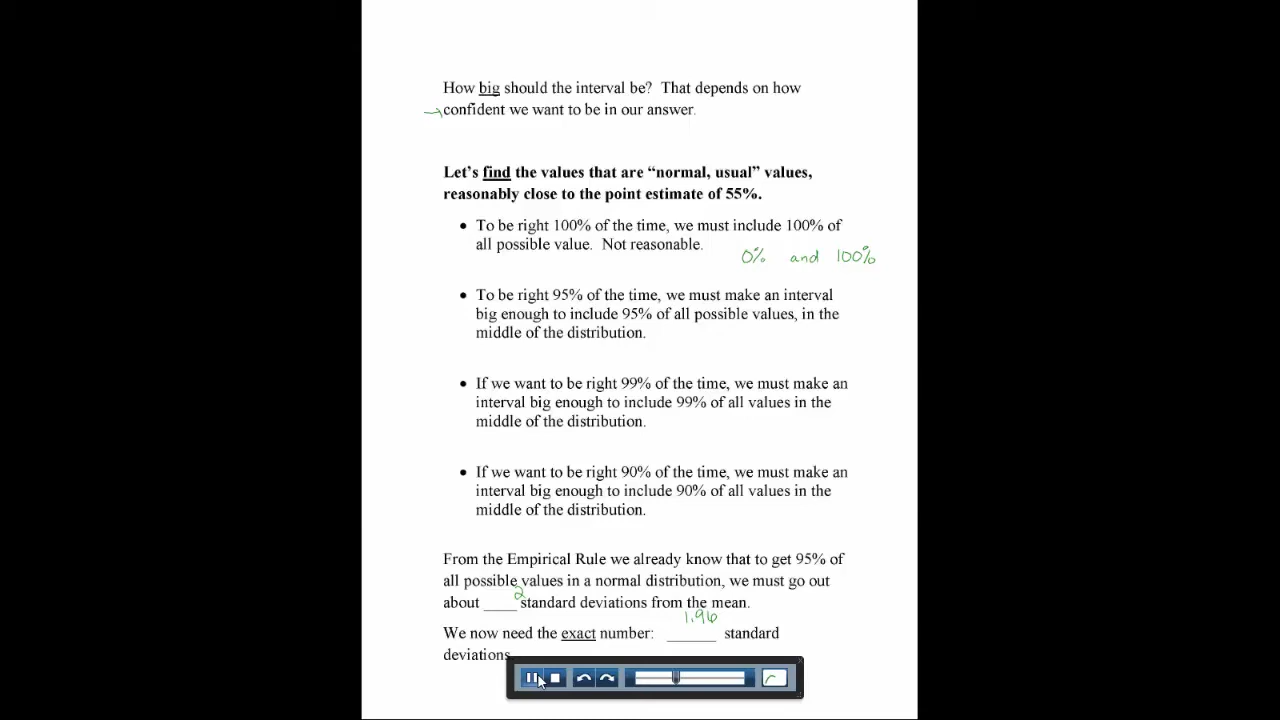 How big should the interval be? That depends on how
confident we want to be in our answer.
Let's find the values that are “normal, usual” values,
reasonably close to the point estimate of 55%.
• To be right 100% of the time, we must include 100% of
all possible value. Not reasonable.
0% and 100%
• To be right 95% of the time, we must make an interval
big enough to include 95% of all possible values, in the
middle of the distribution.
• If we want to be right 99% of the time, we must make an
interval big enough to include 99% of all values in the
middle of the distribution.
• If we want to be right 90% of the time, we must make an
interval big enough to include 90% of all values in the
middle of the distribution.
From the Empirical Rule we already know that to get 95% of
all possible values in a normal distribution, we must go out
about ____ 2 standard deviations from the mean.
1.96
We now need the exact number: ______ standard
deviations